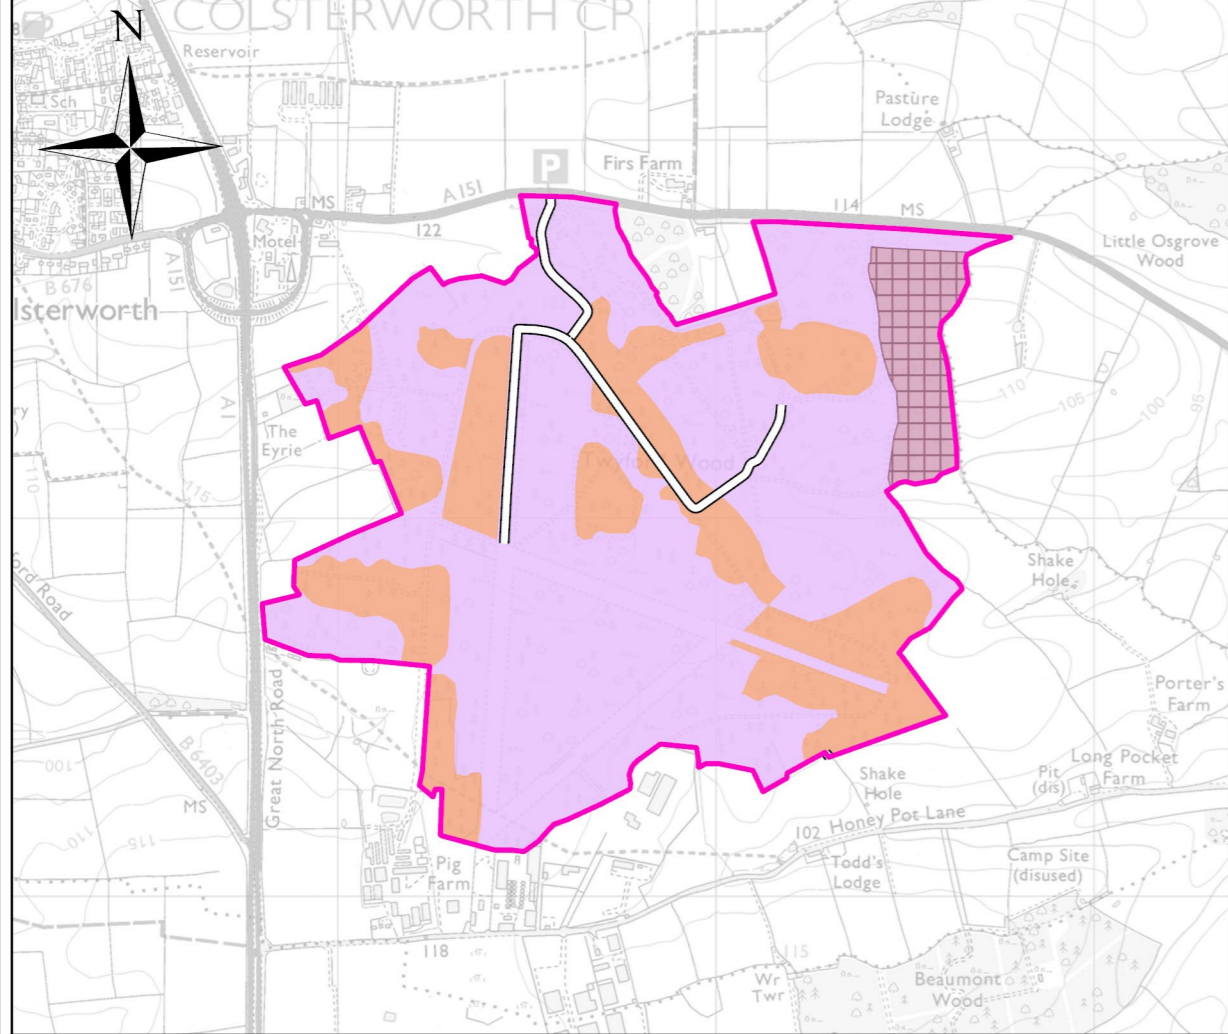 COLSTERWORTH CP
N
Reservoir
Sch
Pasture
Lodge
P
Firs Farm
A 151
MS
122
114
MS
Motel
A 151
B 676
lsterworth
Little Osgrove
Wood
A1
The
Eyrie
110
105
100
95
Twyford Wood
115
110
ford Road
Shake
Hole
Great North Road
B6403
100
MS
110
115
Porter's
Farm
Long Pocket
Farm
Pit
(dis)
Shake
Hole
102
Honey Pot Lane
Todd's
Lodge
Camp Site
(disused)
Pig
Farm
118
115
Wr
Twr
Beaumont
Wood